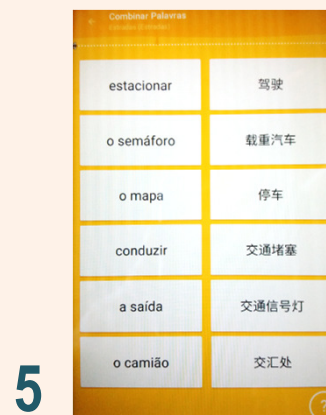 Combinar Palavras
estacionar
驾驶
o semáforo
载重汽车
o mapa
停车
conduzir
交通堵塞
a saída
交通信号灯
o camião
交汇处
5